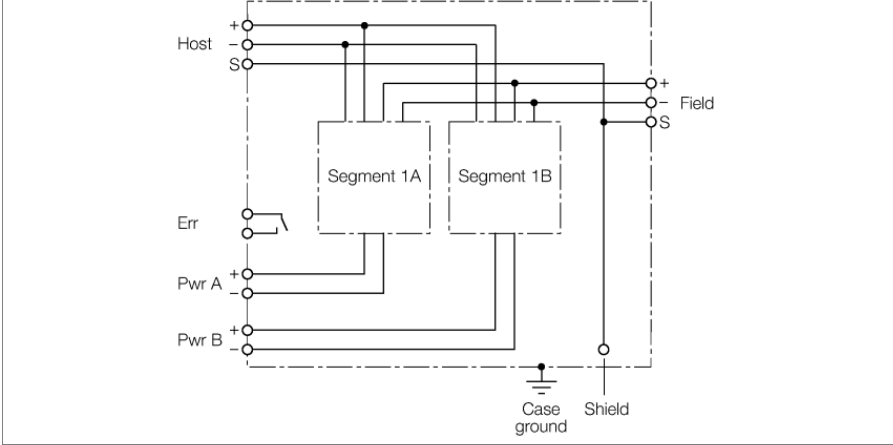 +
Host –
S
+
– Field
S
Segment 1A Segment 1B
Err
+
Pwr A
–
+
Pwr B
–
Case
ground
Shield